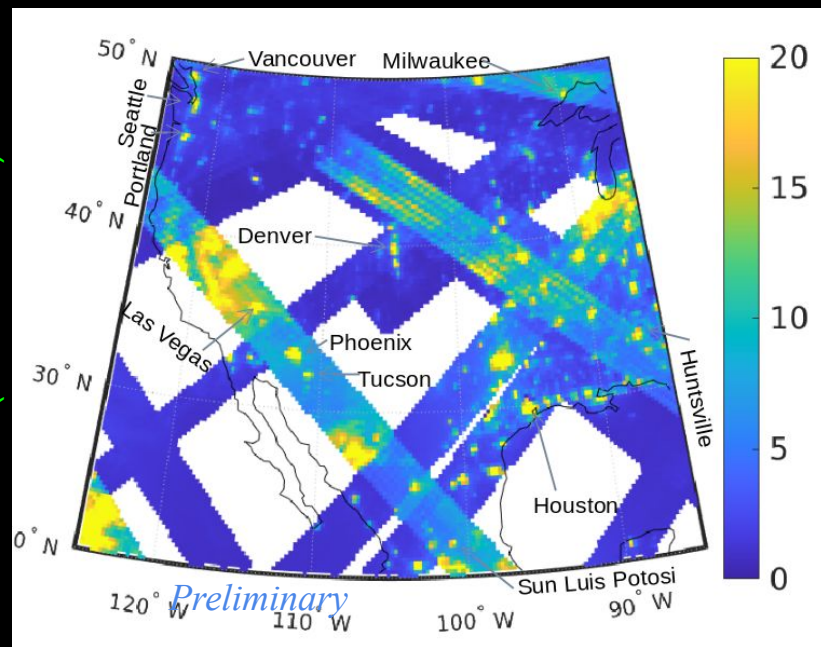 50° N
Vancouver
Milwaukee
20
Seattle
Portland
15
40° N
Denver
Las Vegas
Phoenix
10
30° N
Tucson
Huntsville
5
Houston
0° N
Sun Luis Potosi
0
120° W
Preliminary
110° W
100° W
90° W